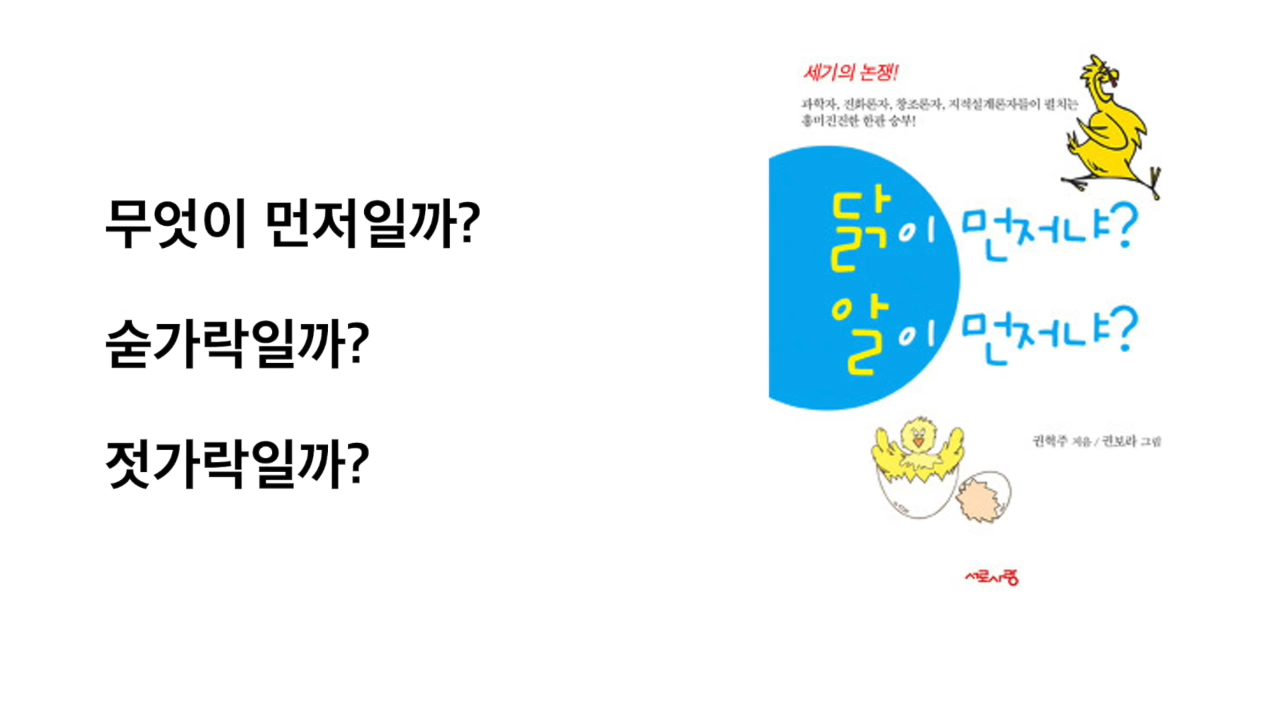 무엇이 먼저일까?
숟가락일까?
젓가락일까?
세기의 논쟁!
과학자, 진화론자, 창조론자, 지적설계론자들이 펼치는
흥미진진한 한판 승부!
닭이 먼저냐?
알이 먼저냐?
권혁주 지음 / 권보라 그림
서로사랑